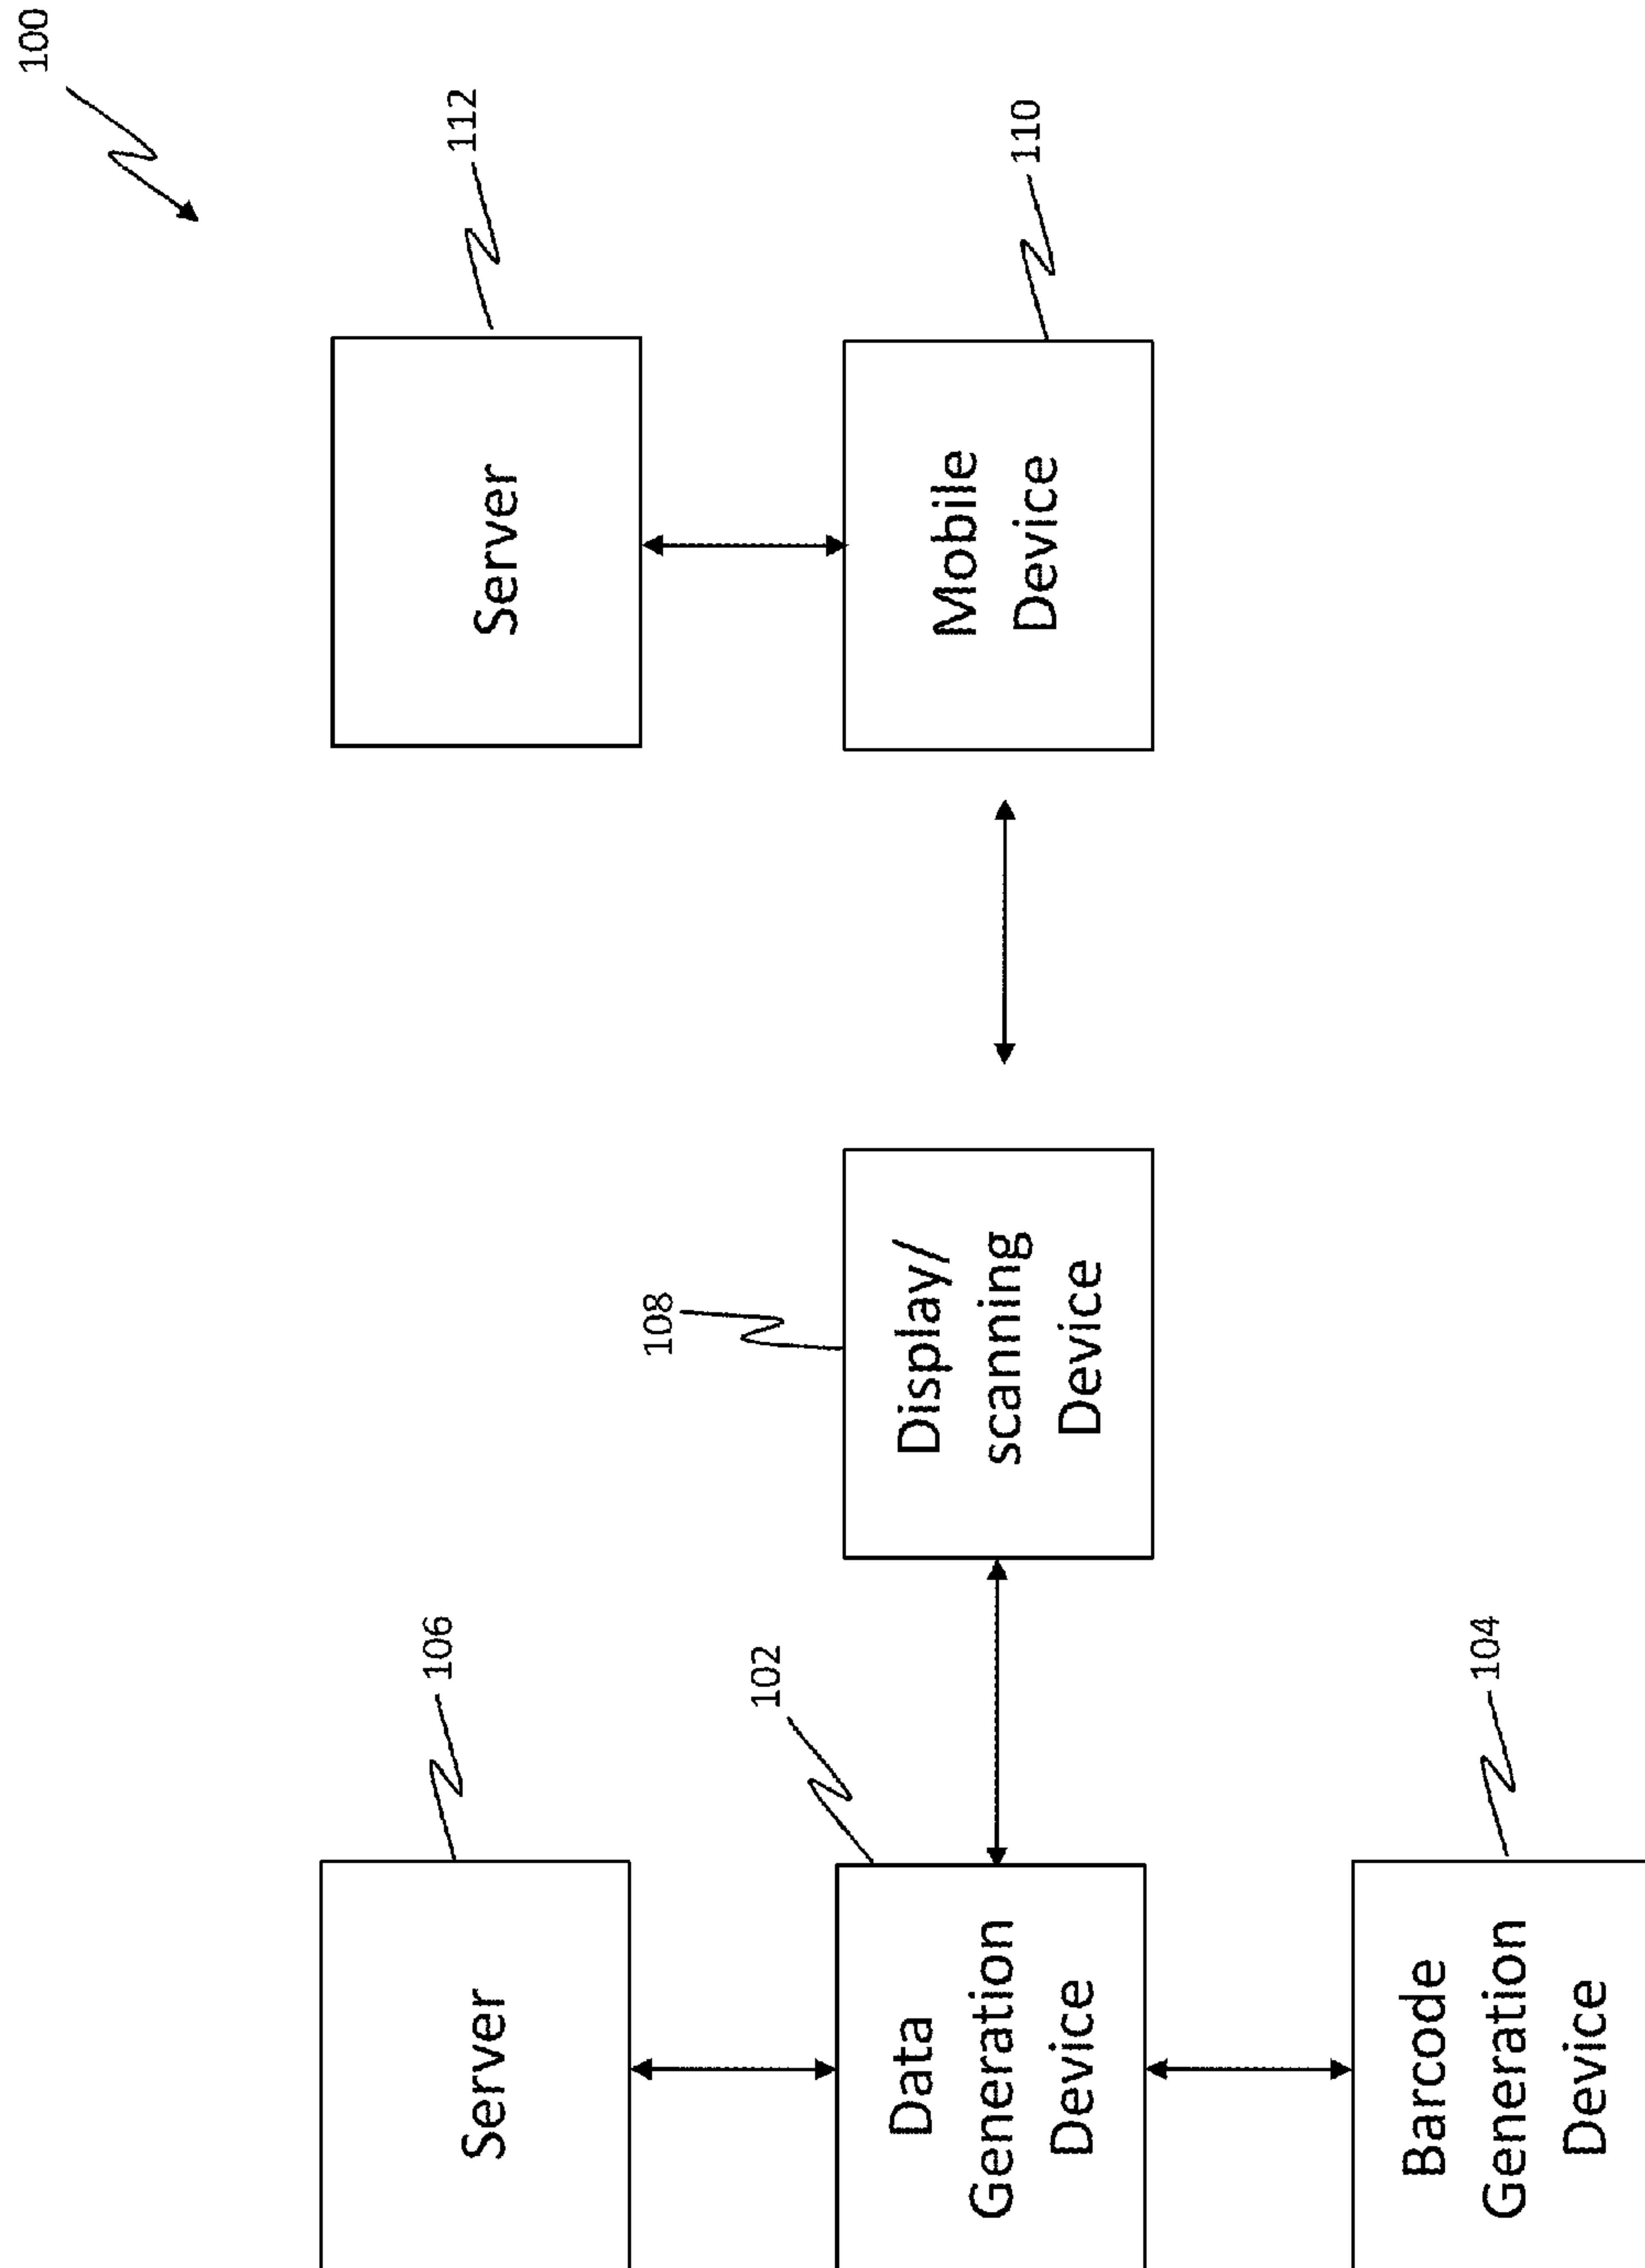 100
Server
106
Server
112
102
108
Data
Generation
Device
Display/
scanning
Device
Mobile
Device
110
Barcode
Generation
Device
104